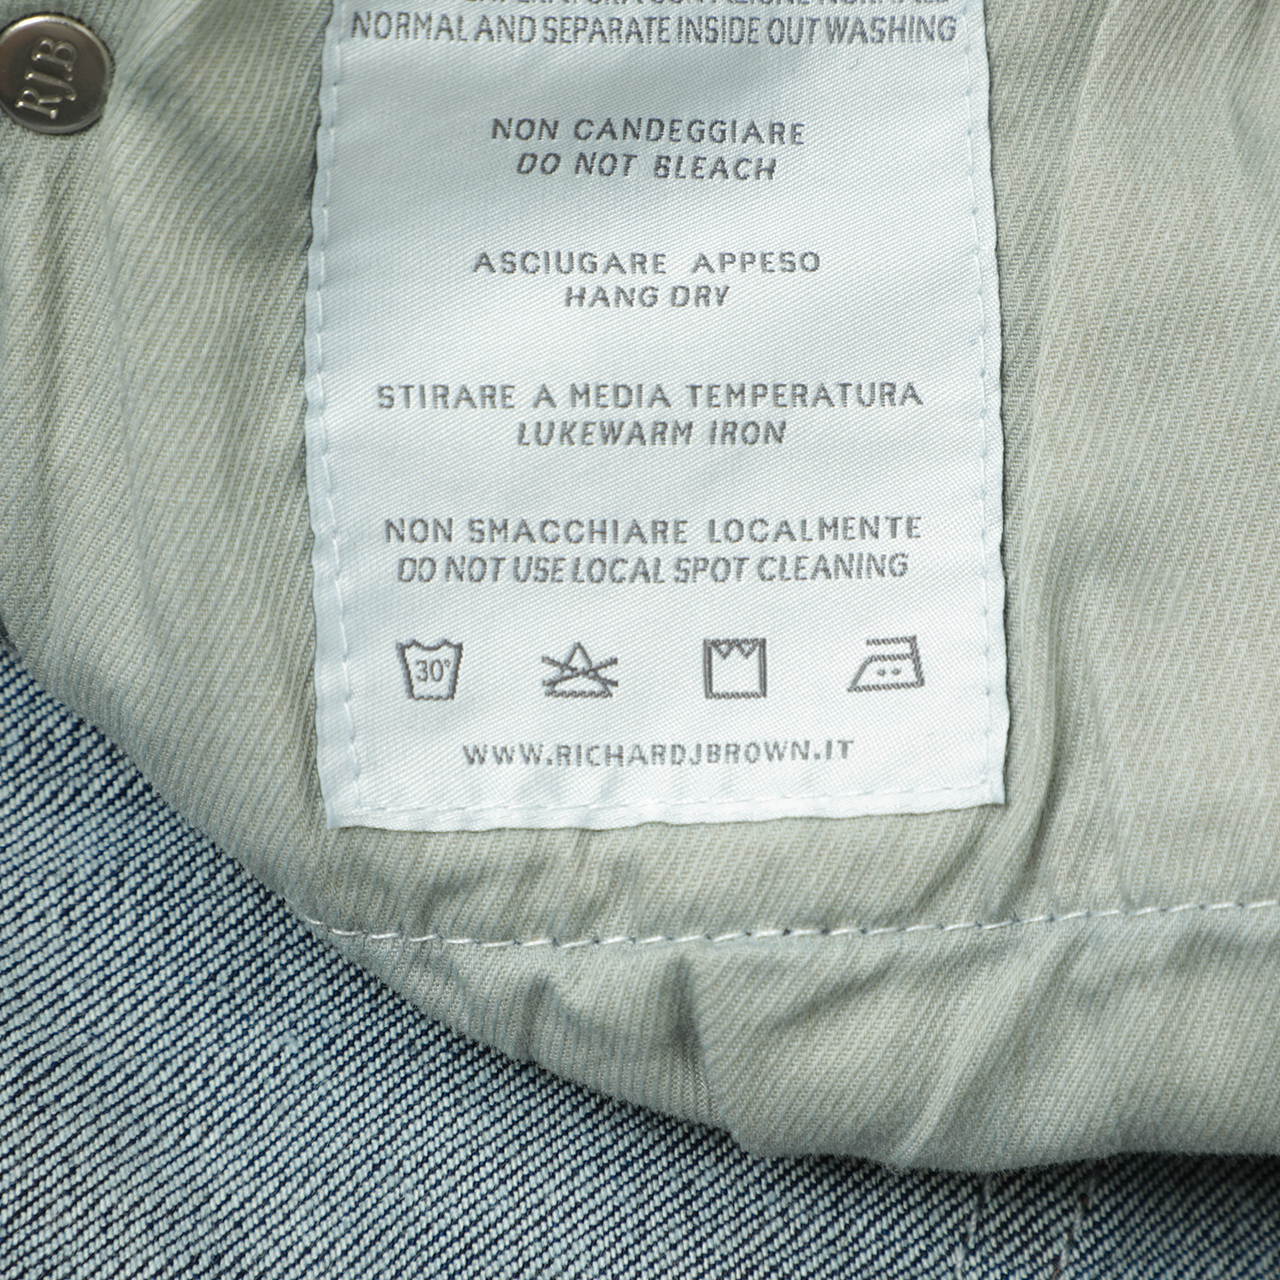 RJB
NORMAL AND SEPARATE INSIDE OUT WASHING
NON CANDEGGIARE
DO NOT BLEACH
ASCIUGARE APPESO
HANG DRY
STIRARE A MEDIA TEMPERATURA
LUKEWARM IRON
NON SMACCHIARE LOCALMENTE
DO NOT USE LOCAL SPOT CLEANING
30°
WWW.RICHARDJBROWN.IT